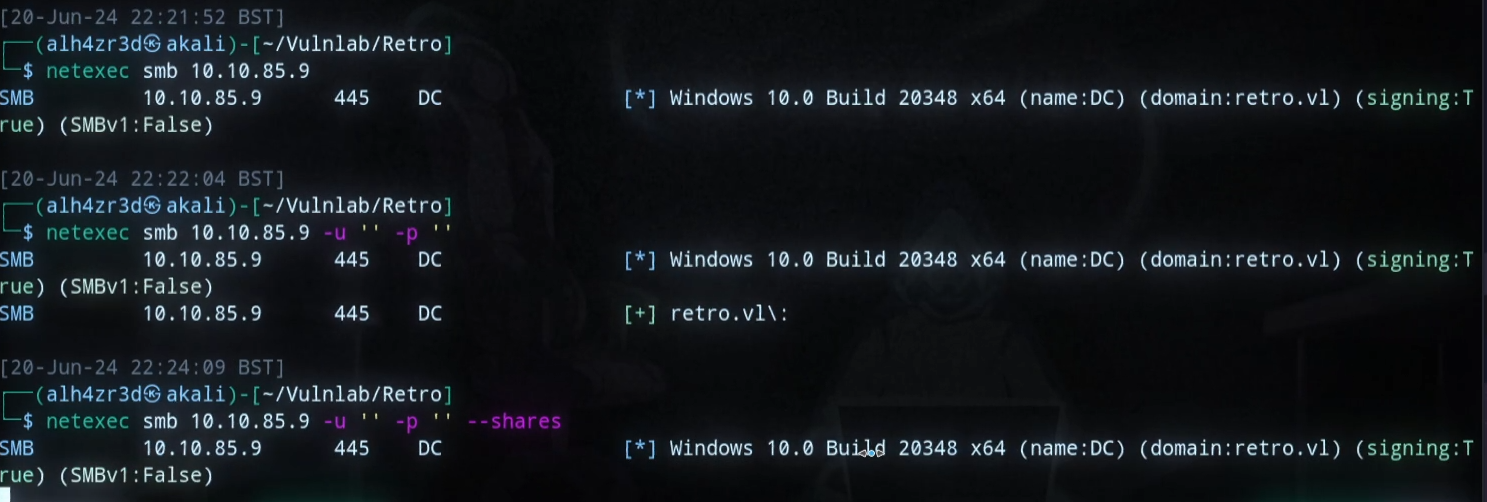 [20-Jun-24 22:21:52 BST]
┌──(alh4zr3d㉿akali)-[~/Vulnlab/Retro]
└─$ netexec smb 10.10.85.9
SMB         10.10.85.9      445    DC               [*] Windows 10.0 Build 20348 x64 (name:DC) (domain:retro.vl) (signing:T
rue) (SMBv1:False)
[20-Jun-24 22:22:04 BST]
┌──(alh4zr3d㉿akali)-[~/Vulnlab/Retro]
└─$ netexec smb 10.10.85.9 -u '' -p ''
SMB         10.10.85.9      445    DC               [*] Windows 10.0 Build 20348 x64 (name:DC) (domain:retro.vl) (signing:T
rue) (SMBv1:False)
SMB         10.10.85.9      445    DC               [+] retro.vl\:
[20-Jun-24 22:24:09 BST]
┌──(alh4zr3d㉿akali)-[~/Vulnlab/Retro]
└─$ netexec smb 10.10.85.9 -u '' -p '' --shares
SMB         10.10.85.9      445    DC               [*] Windows 10.0 Build 20348 x64 (name:DC) (domain:retro.vl) (signing:T
rue) (SMBv1:False)